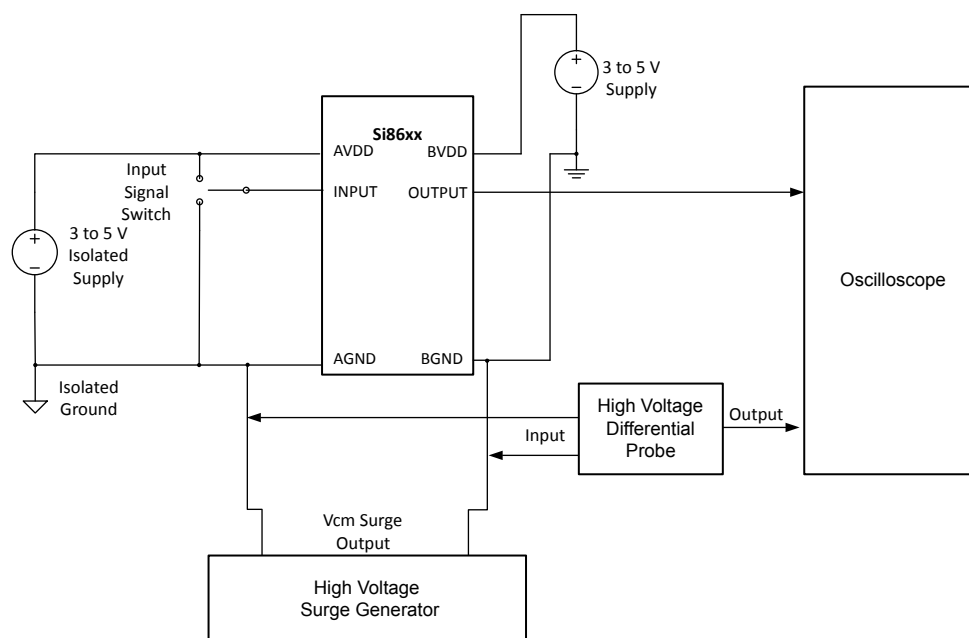 3 to 5 V
Supply
Si86xx
AVDD
BVDD
Input
Signal
Switch
INPUT
OUTPUT
3 to 5 V
Isolated
Supply
Oscilloscope
AGND
BGND
Isolated
Ground
High Voltage
Differential
Probe
Input
Output
Vcm Surge
Output
High Voltage
Surge Generator